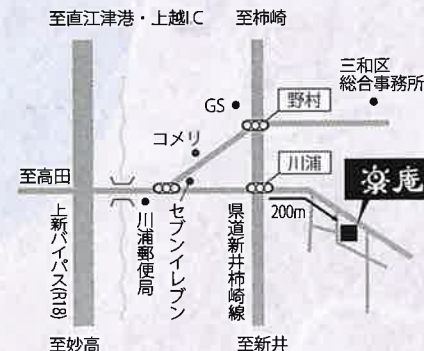 至直江津港・上越I.C
至柿崎
三和区
総合事務所
GS
野村
コメリ
川浦
至高田
楽庵
200m
上新バイパス(R18)
川浦郵便局
セブンイレブン
県道新井柿崎線
至妙高
至新井